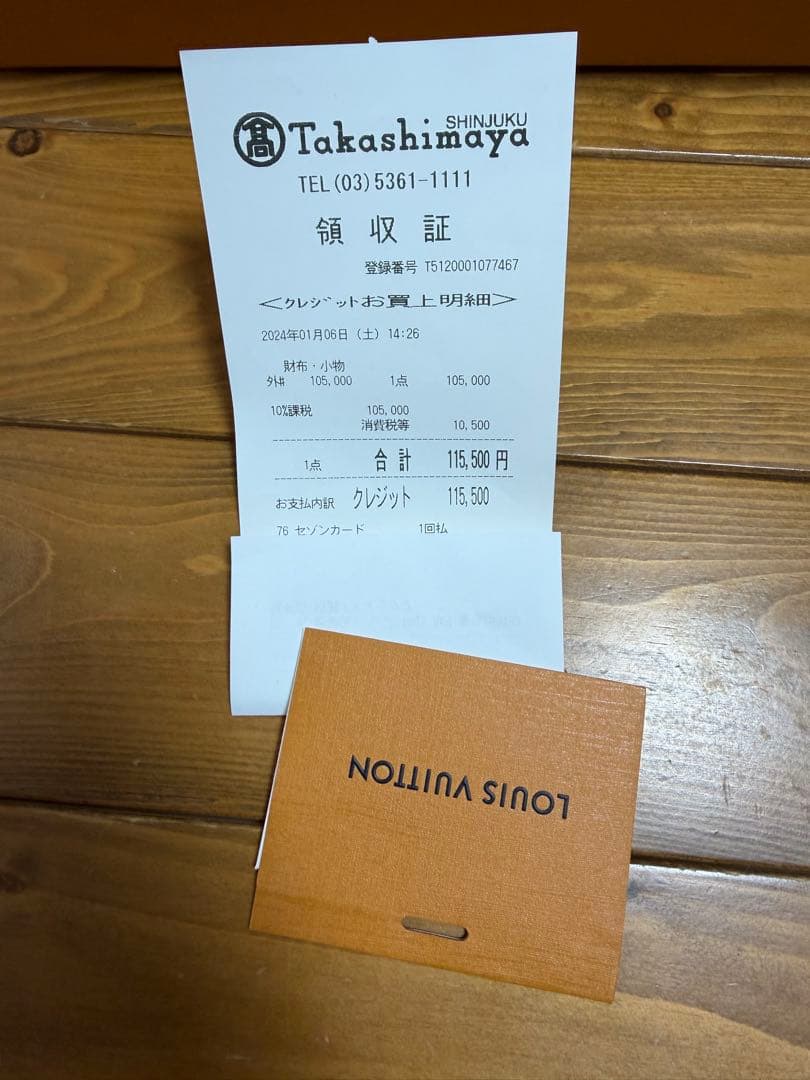 髙 Takashimaya SHINJUKU
TEL(03)5361-1111
領収証
登録番号 T5120001077467
<クレジットお買上明細>
2024年01月06日(土) 14:26
財布・小物
外# 105,000 1点 105,000
10%課税 105,000
消費税等 10,500
1点 合計 115,500円
お支払内訳 クレジット 115,500
76 セゾンカード 1回払
LOUIS VUITTON